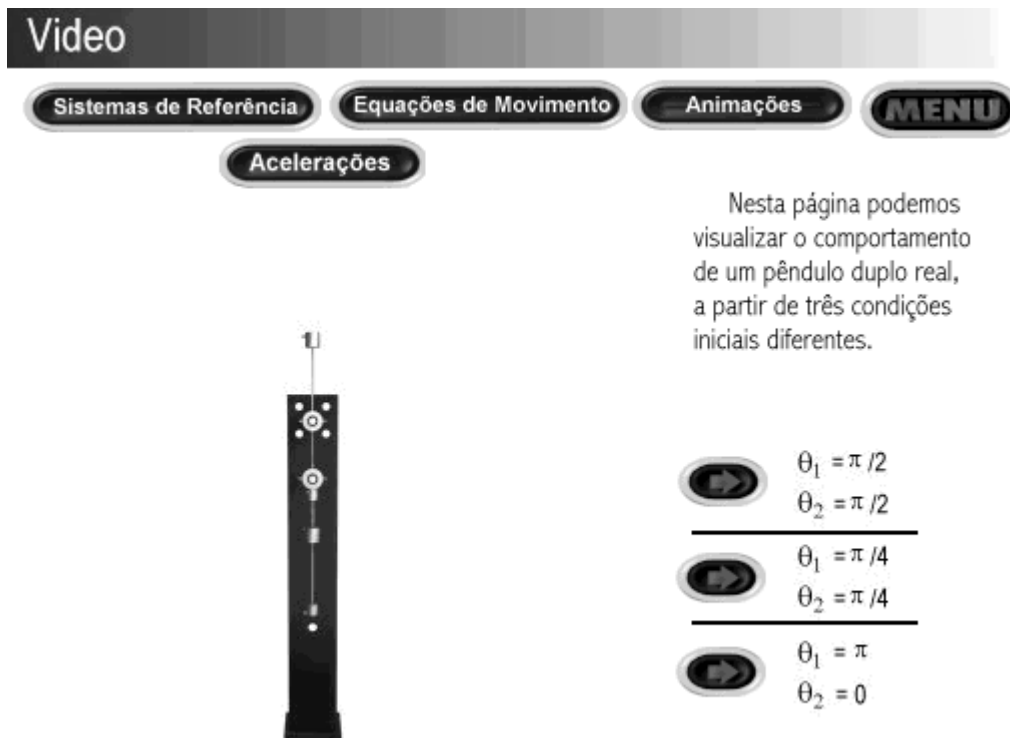 Video
Sistemas de Referência
Equações de Movimento
Animações
MENU
Acelerações
Nesta página podemos
visualizar o comportamento
de um pêndulo duplo real,
a partir de três condições
iniciais diferentes.
θ₁ = π /2
θ₂ = π /2
θ₁ = π /4
θ₂ = π /4
θ₁ = π
θ₂ = 0